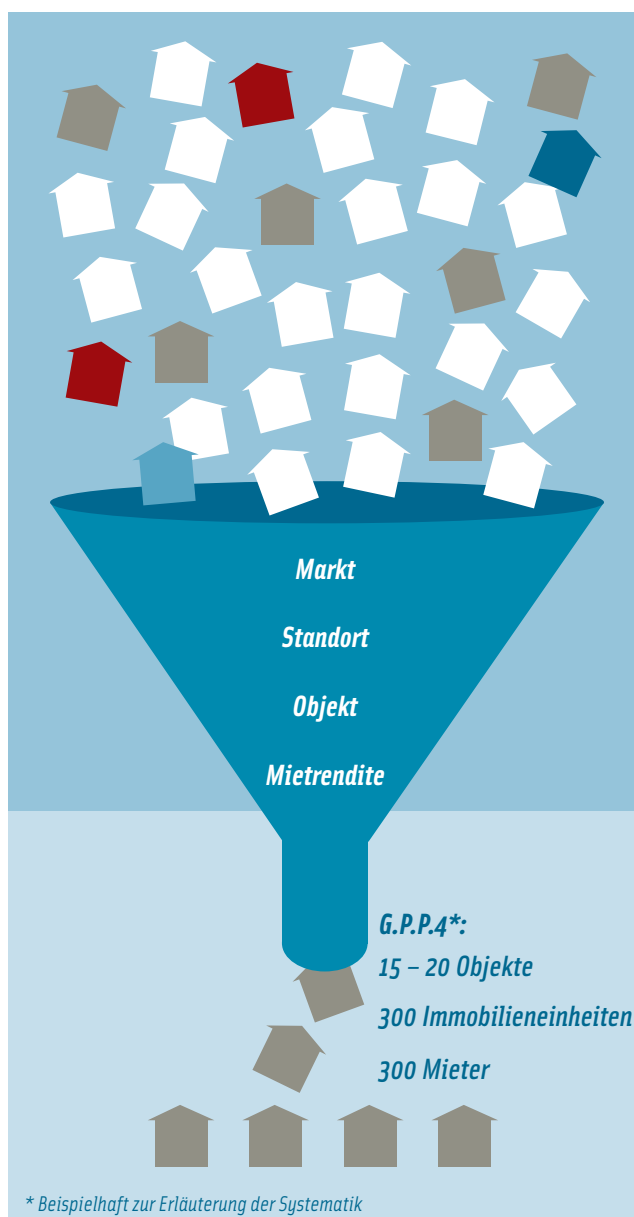 Markt
Standort
Objekt
Mietrendite
G.P.P.4*:
15 – 20 Objekte
300 Immobilieneinheiten
300 Mieter
* Beispielhaft zur Erläuterung der Systematik